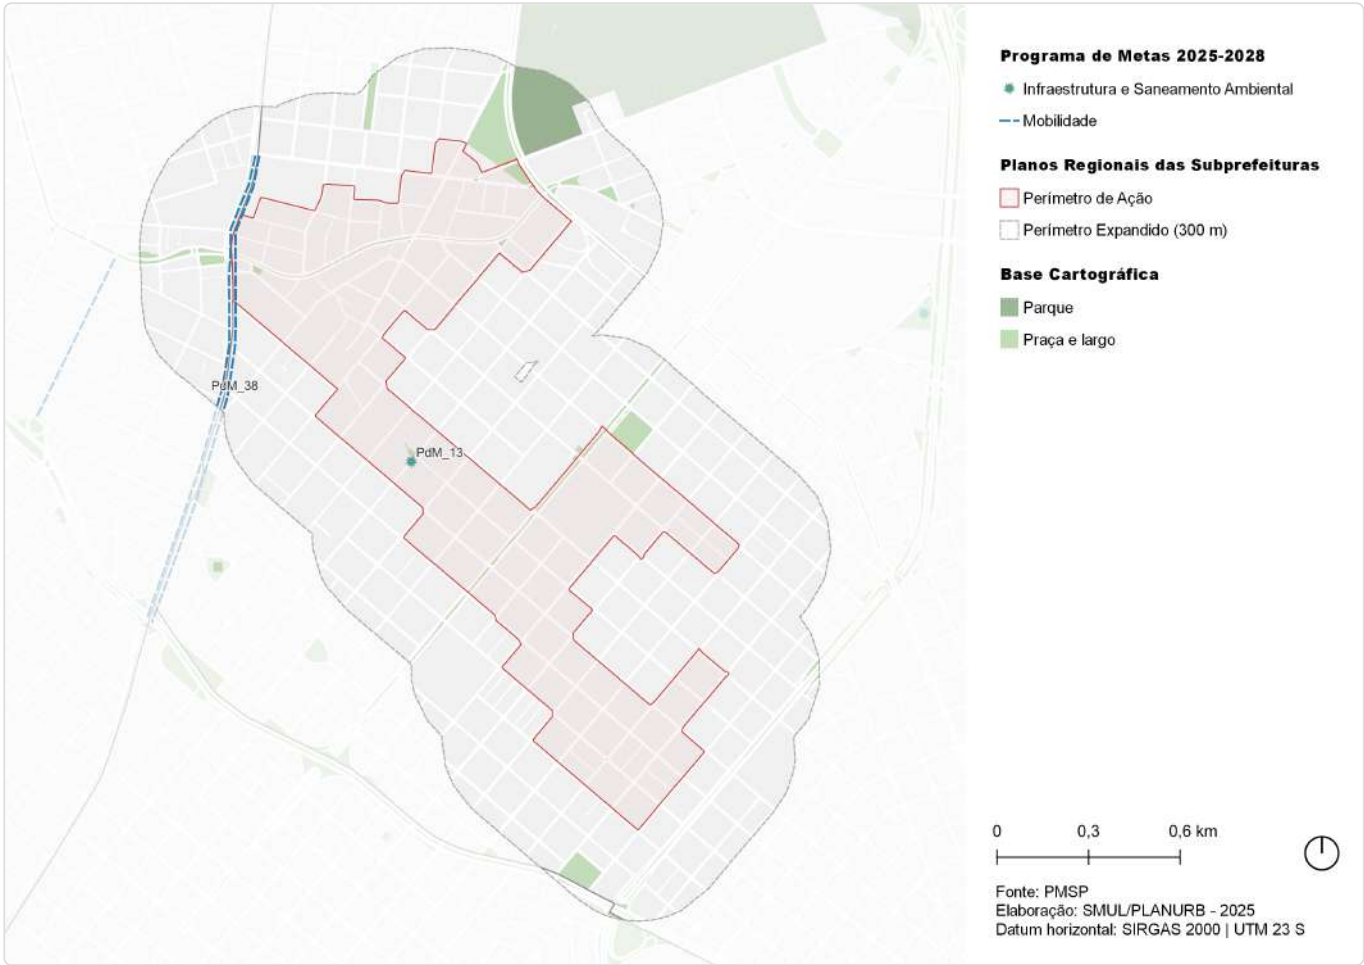 Programa de Metas 2025-2028
Infraestrutura e Saneamento Ambiental
Mobilidade
Planos Regionais das Subprefeituras
Perímetro de Ação
Perímetro Expandido (300 m)
Base Cartográfica
Parque
Praça e largo
PdM_38
PdM_13
0 0,3 0,6 km
Fonte: PMSP
Elaboração: SMUL/PLANURB - 2025
Datum horizontal: SIRGAS 2000 | UTM 23 S